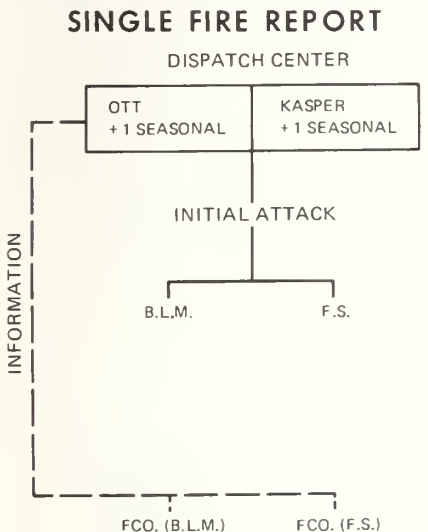 SINGLE FIRE REPORT
DISPATCH CENTER
OTT
+ 1 SEASONAL
KASPER
+ 1 SEASONAL
INITIAL ATTACK
INFORMATION
B.L.M.
F.S.
FCO. (B.L.M.)
FCO. (F.S.)